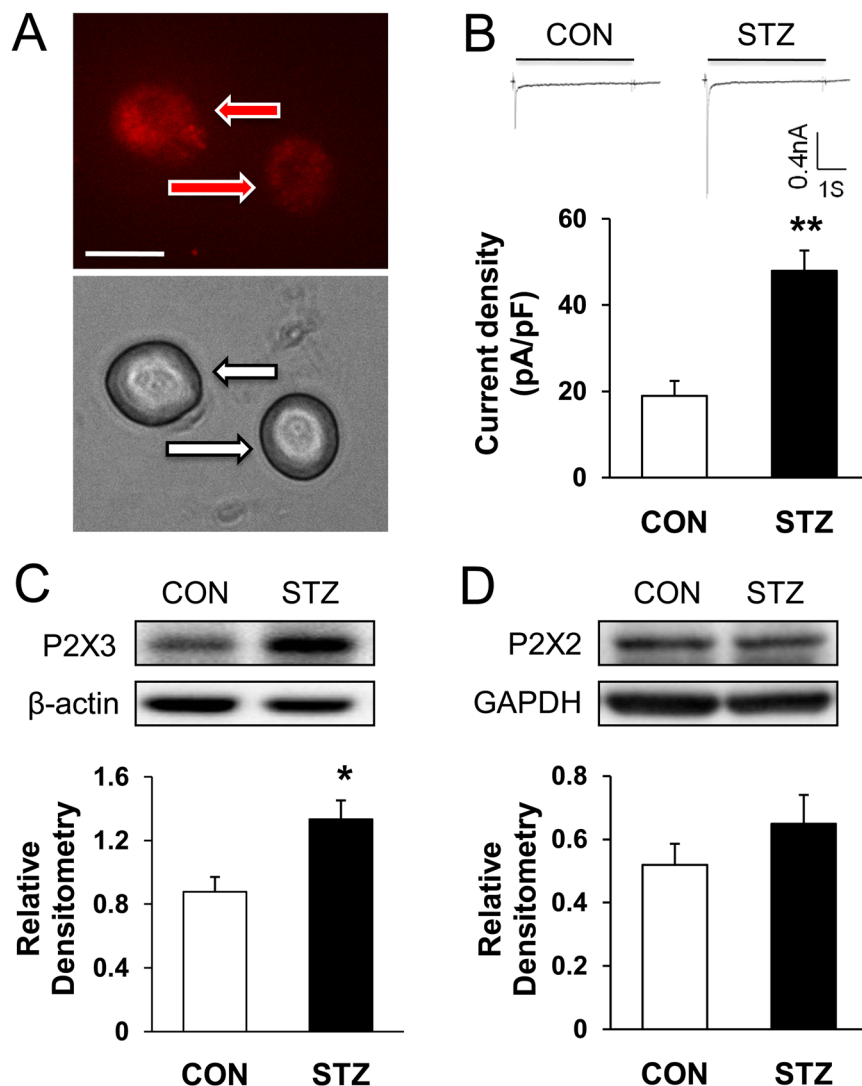 A
B
CON STZ
0.4nA
1S
Current density
(pA/pF)
60
**
40
20
0
CON STZ
C
CON STZ
P2X3
β-actin
Relative
Densitometry
1.6
*
1.2
0.8
0.4
0
CON STZ
D
CON STZ
P2X2
GAPDH
Relative
Densitometry
0.8
0.6
0.4
0.2
0
CON STZ